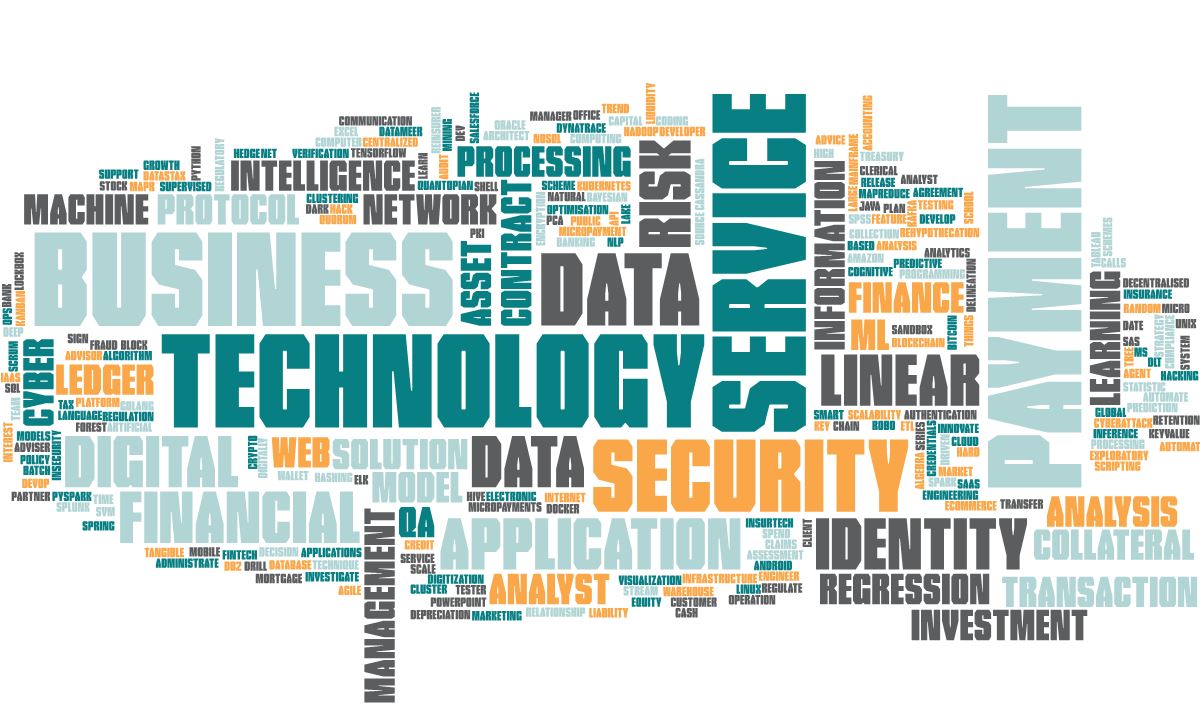 LIQUIDITY
SALESFORCE
TREND
MANAGER OFFICE
CAPITAL CODING
ACCOUNTING
COMMUNICATION
ORACLE
DYNATRACE
HADOOP DEVELOPER
EXCEL DATAMEER
REINSURER
MINING
DEV
ARCHITECT
NOSQL COMPUTING
COMPUTER CENTRALIZED
ADVICE
MAINFRAME
HIGH
LARGE
TREASURY
HEDGE NET VERIFICATION TENSORFLOW
AUDIT
LEARN
PROCESSING
RISK
SERVICE
PAYMENT
PYTHON
REGULATORY
GROWTH
SUPPORT DATASTAX
STOCK MAPR SUPERVISED
INTELLIGENCE
QUANTOPIAN SHELL
SCHEME KUBERNETES
NATURAL BAYESIAN
SOURCE CASSANDRA
CLERICAL
RELEASE ANALYST
MAPREDUCE AGREEMENT
JAVA PLAN
KAFKA
TESTING
SCHOOL
SPSS FEATURE DEVELOP
MACHINE PROTOCOL
CLUSTERING
DARK HACK
QUORUM
NETWORK
PKI
CONTRACT
ENCRYPTION
OPTIMISATION
PCA PUBLIC
API
LAKE
MICROPAYMENT
BANKING NLP
INFORMATION
COLLECTION REHYPOTHECATION
BASED ANALYSIS
AMAZON
ANALYTICS
COGNITIVE
PREDICTIVE
PROGRAMMING
DELINEATION
TABLEAU
SCHEMES
CALLS
BUSINESS
ASSET
DATA
FINANCE
LEARNING
DECENTRALISED
INSURANCE
RANDOM MICRO
OPS
BANK
KANBAN
LOCKBOX
DEEP
ML
SANDBOX
BLOCKCHAIN
BITCOIN
THINGS
DATE
SAS
TREE
MS
DLT
STRATEGY
COMPLIANCE
UNIX
SYSTEM
AGENT
HACKING
STATISTIC
AUTOMATE
PREDICTION
SCRUM
CYBER
SIGN
FRAUD BLOCK
ADVISOR ALGORITHM
LEDGER
TECHNOLOGY
LINEAR
IAAS
SQL
TEAM
TAX PLATFORM GOLANG
LANGUAGE REGULATION
FOREST ARTIFICIAL
SMART SCALABILITY AUTHENTICATION
KEY CHAIN ROBO ETL
GLOBAL
CYBERATTACK RETENTION
INFERENCE KEYVALUE
PROCESSING AUTOMAT
EXPLORATORY
SCRIPTING
INTEREST
MODELS
ADVISER
POLICY
BATCH
DEVOP
INSECURITY
DIGITAL
CRYPTO
DIGITALLY
WEB SOLUTION
DATA
SECURITY
ALGEBRA
SERIES
CREDENTIALS
DRIVEN
INNOVATE
CLOUD
HARD
MARKET
SPARK SAAS
ENGINEERING
ECOMMERCE TRANSFER
WALLET HASHING ELK
MODEL
PARTNER PYSPARK TIME
SPLUNK SVM
SPRING
FINANCIAL
HIVE ELECTRONIC INTERNET
MICROPAYMENTS DOCKER
ANALYSIS
MANAGEMENT
QA
CREDIT
APPLICATION
INSURTECH
SPEND
CLAIMS
ASSESSMENT
ANDROID
CLIENT
IDENTITY
COLLATERAL
TANGIBLE MOBILE FINTECH DECISION APPLICATIONS
ADMINISTRATE DB2 DRILL DATABASE TECHNIQUE
MORTGAGE INVESTIGATE
AGILE
SERVICE
SCALE
DIGITIZATION
CLUSTER TESTER
POWERPOINT
DEPRECIATION MARKETING
ANALYST
VISUALIZATION INFRASTRUCTURE ENGINEER
STREAM WAREHOUSE LINUX REGULATE
EQUITY CUSTOMER OPERATION
RELATIONSHIP LIABILITY CASH
REGRESSION TRANSACTION
INVESTMENT